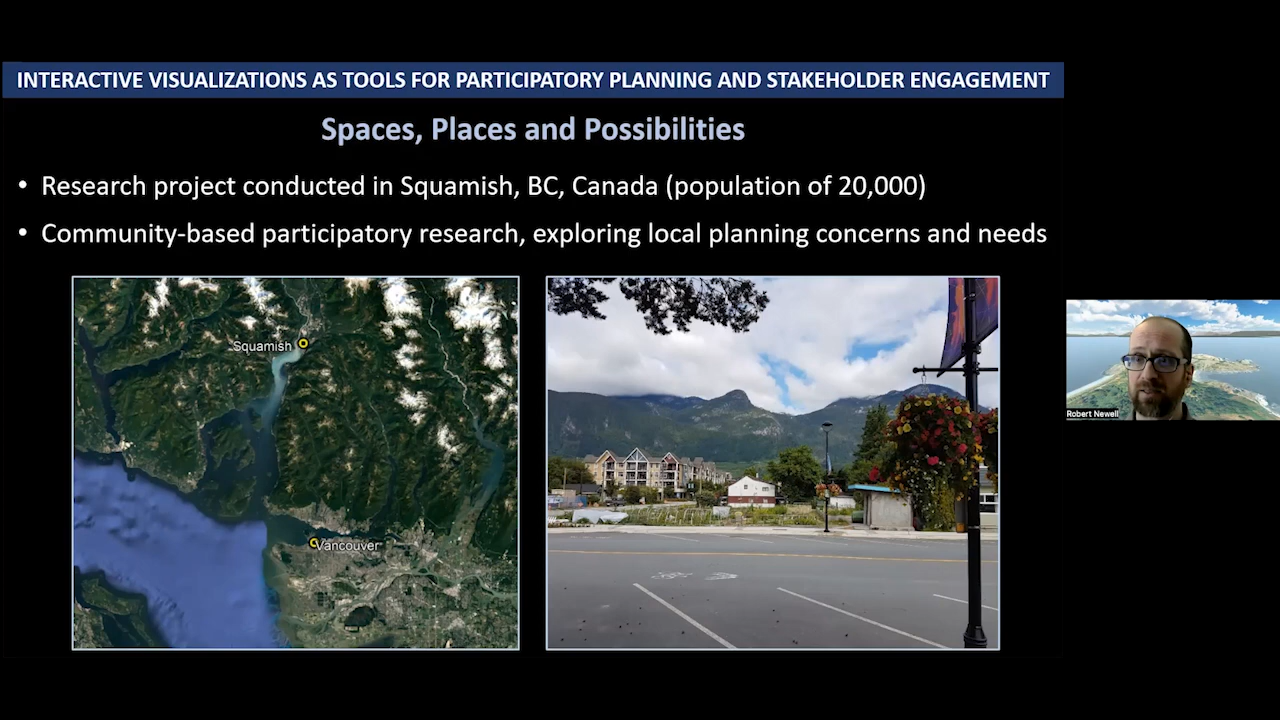 INTERACTIVE VISUALIZATIONS AS TOOLS FOR PARTICIPATORY PLANNING AND STAKEHOLDER ENGAGEMENT
Spaces, Places and Possibilities
• Research project conducted in Squamish, BC, Canada (population of 20,000)
• Community-based participatory research, exploring local planning concerns and needs
Squamish
Vancouver
Robert Newell